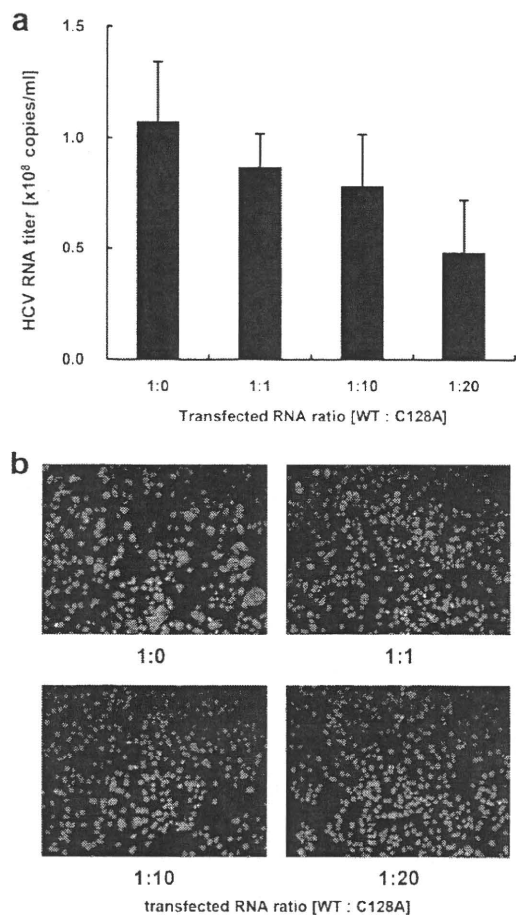 a
HCV RNA titer [x10⁸ copies/ml]
1.5
1.0
0.5
0.0
1:0 1:1 1:10 1:20
Transfected RNA ratio [WT : C128A]
b
1:0 1:1
1:10 1:20
transfected RNA ratio [WT : C128A]